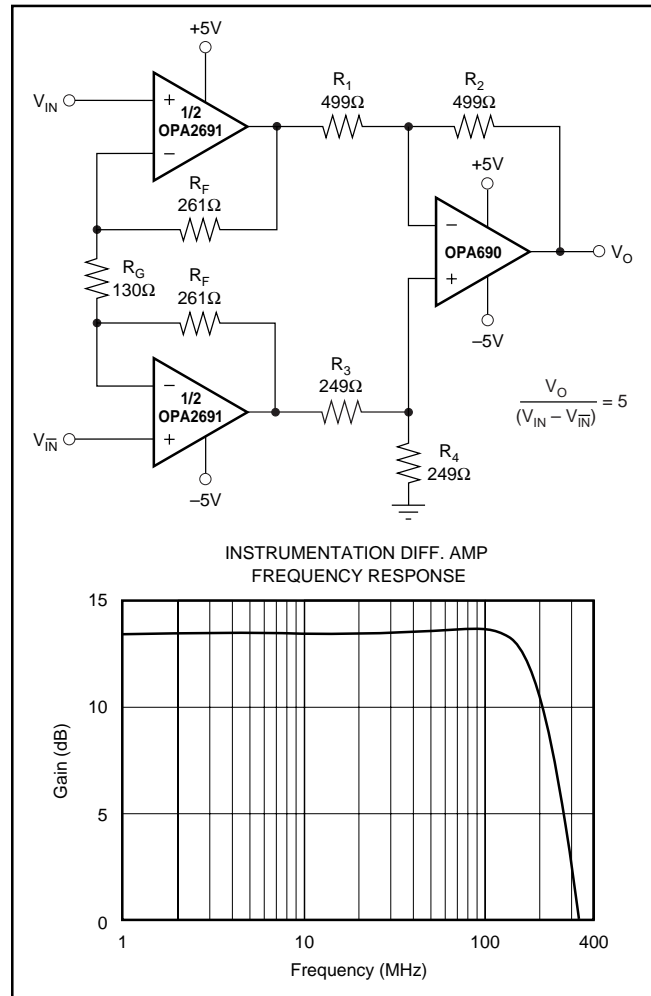 +5V
V_IN
+
1/2
OPA2691
−
R_1
499Ω
R_2
499Ω
R_F
261Ω
+5V
−
OPA690
+
V_O
R_G
130Ω
R_F
261Ω
–5V
−
1/2
OPA2691
+
V_I̅N̅
R_3
249Ω
V_O
(V_IN – V_I̅N̅)
= 5
R_4
249Ω
–5V
INSTRUMENTATION DIFF. AMP
FREQUENCY RESPONSE
15
10
5
0
Gain (dB)
1
10
100
400
Frequency (MHz)